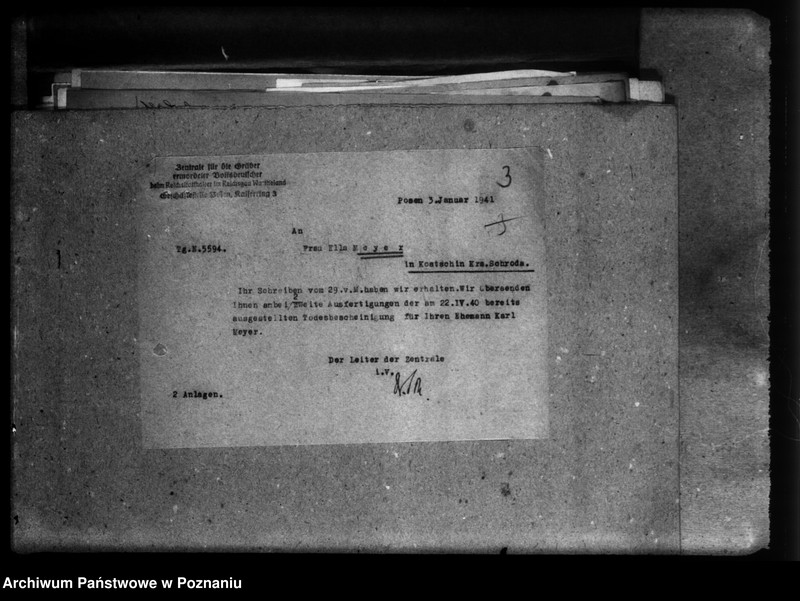 Zentrale für die Gräber
ermordeter Volksdeutscher
beim Reichsstatthalter im Reichsgau Wartheland
Geschäftsstelle Posen, Kaiserring 3
3
Posen 3.Januar 1941
An
Tg.N.5594.
Frau Ella M e y e r
in Kostschin Krs.Schroda.
Ihr Schreiben vom 29.v.M.haben wir erhalten.Wir übersenden
Ihnen anbei 2 zweite Ausfertigungen der am 22.IV.40 bereits
ausgestellten Todesbescheinigung für Ihren Ehemann Karl
Meyer.
Der Leiter der Zentrale
i.V.
2 Anlagen.
Archiwum Państwowe w Poznaniu